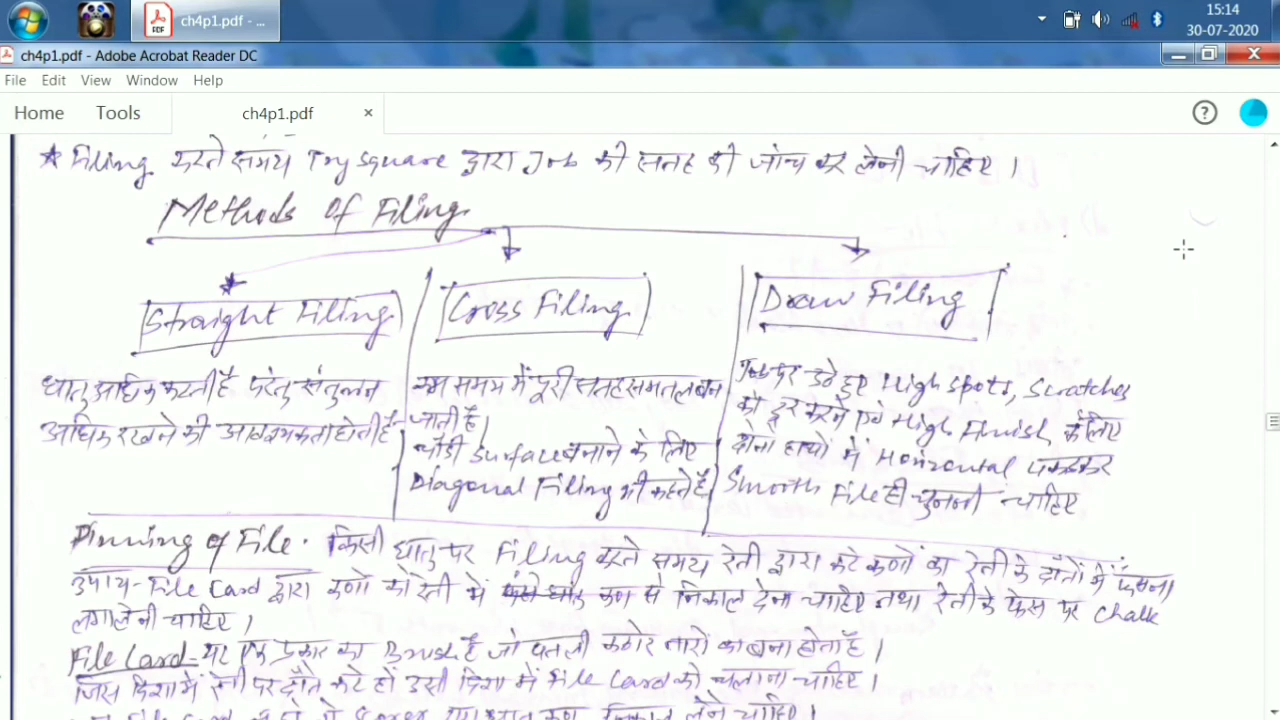 ch4p1.pdf - ...
15:14
30-07-2020
ch4p1.pdf - Adobe Acrobat Reader DC
File Edit View Window Help
Home Tools ch4p1.pdf ×
★ Filing करते समय Try square द्वारा Job की सतह की जांच कर लेनी चाहिए।
Methods of Filing
Straight Filing
Cross Filing
Draw Filing
धातु अधिक कटती है परंतु संतुलन
अधिक रखने की आवश्यकता होती है
कम समय में पूरी सतह समतल बन
जाती है।
चौडी surface बनाने के लिए
Diagonal Filing भी कहते है
Job पर उठे हुए High spots, Scratches
को दूर करने एवं High Finish के लिए
दोनो हाथों में Horizontal पकडकर
Smooth File ही चुननी चाहिए
Pinning of File - किसी धातु पर Filing करते समय रेती द्वारा कटे कणों का रेती के दाँतों में फंसना
उपाय - File Card द्वारा कणो को रेती में से निकाल देना चाहिए तथा रेती के फेस पर Chalk
लगा लेनी चाहिए।
File Card - यह एक प्रकार का Brush है जो पतली कठोर तारों का बना होता है।
जिस दिशा में रेती पर दाँते कटे हों उसी दिशा में File Card को चलाना चाहिए।